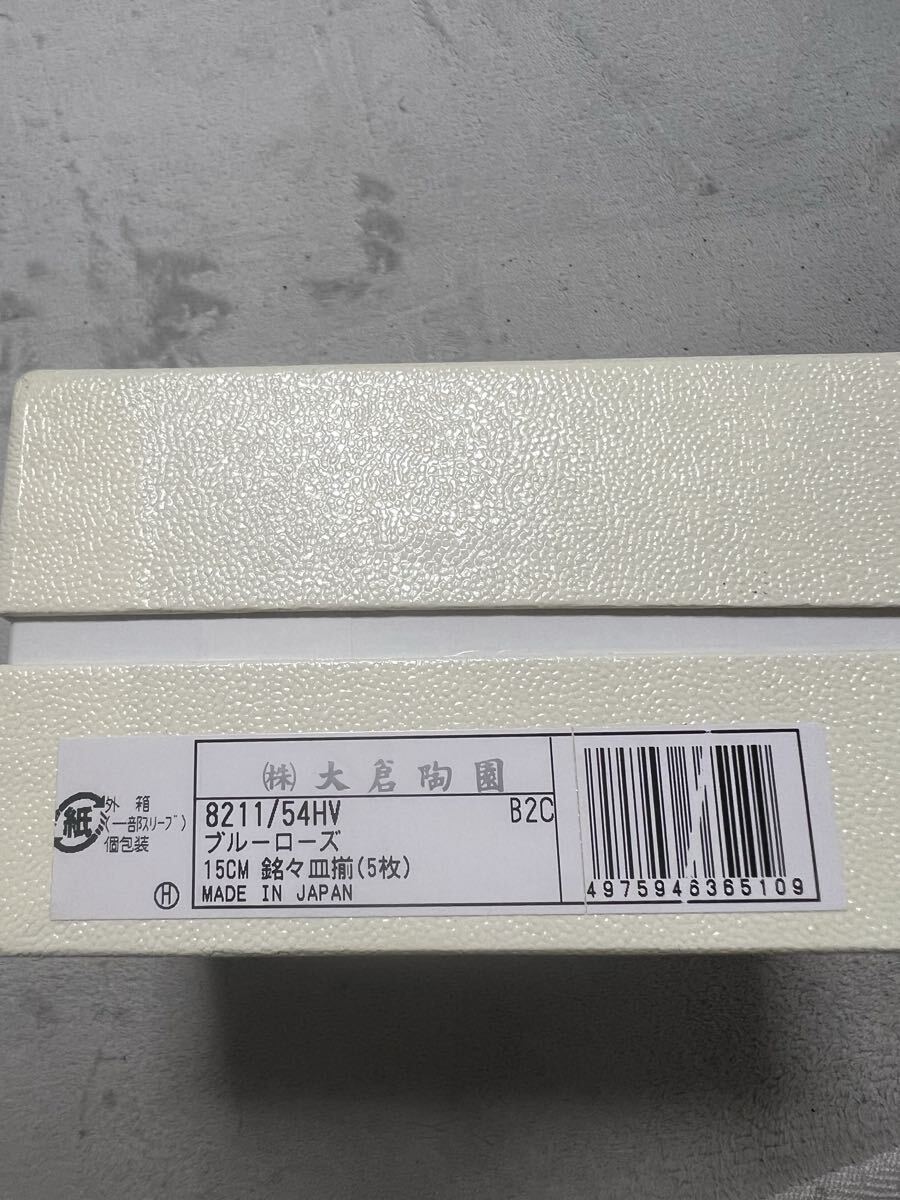 紙
外 箱
(一部スリーブ)
個包装
Ⓗ
㈱ 大倉陶園
8211/54HV B2C
ブルーローズ
15CM 銘々皿揃(5枚)
MADE IN JAPAN
4975946365109